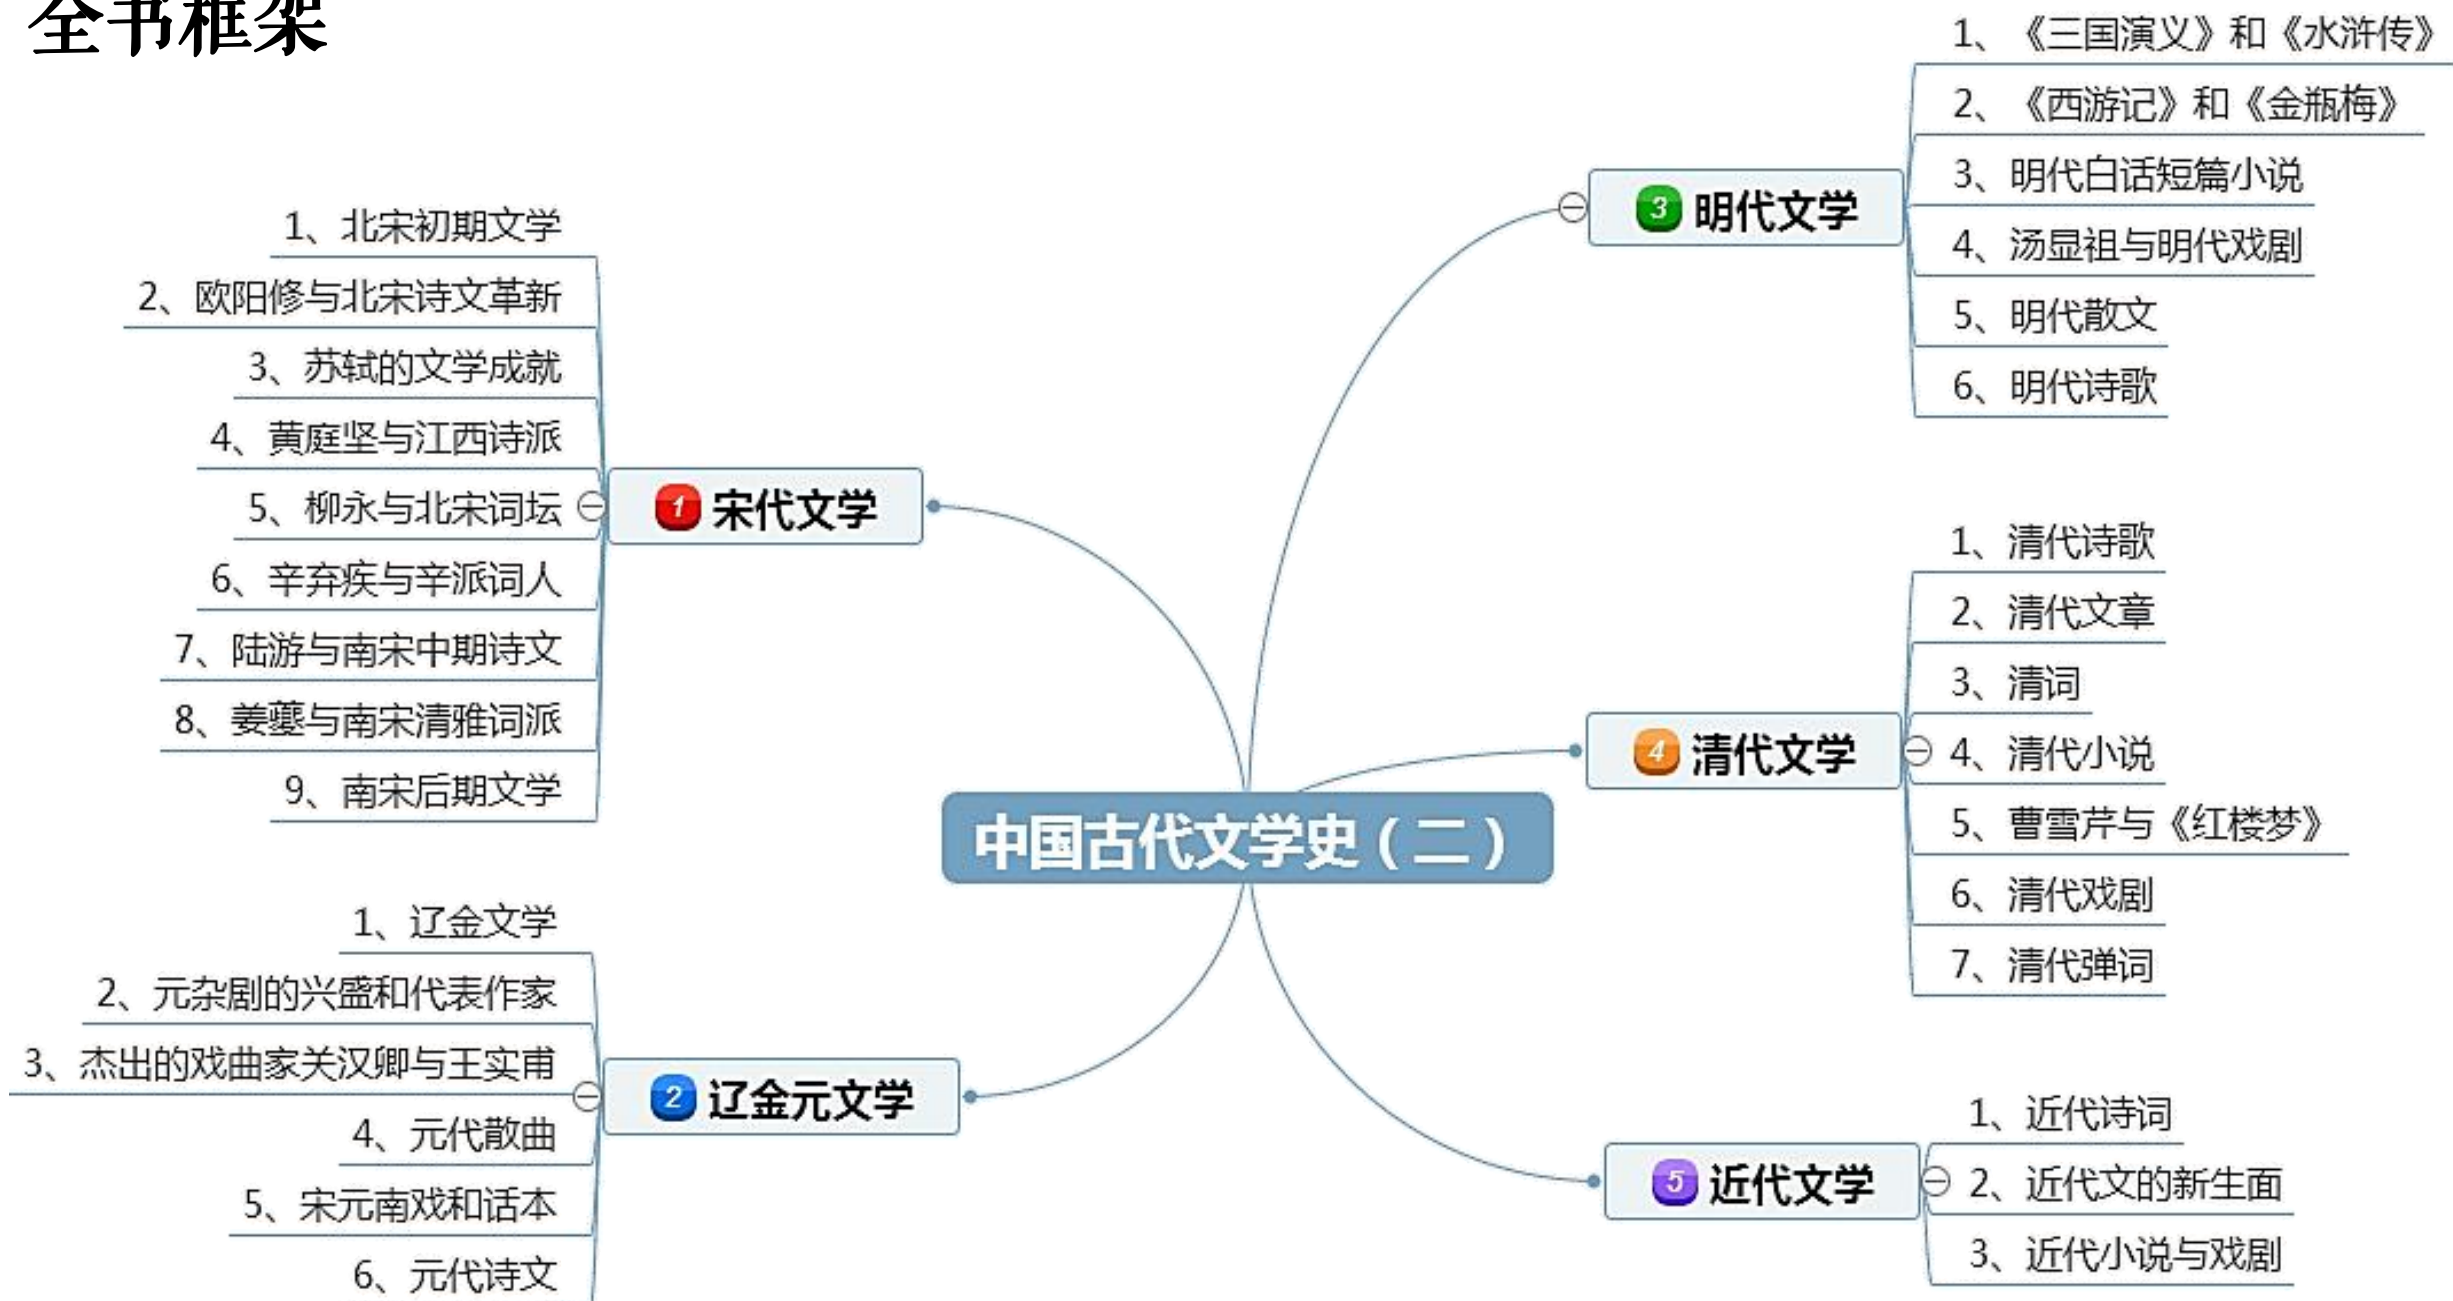 全书框架
中国古代文学史（二）
1 宋代文学
1、北宋初期文学
2、欧阳修与北宋诗文革新
3、苏轼的文学成就
4、黄庭坚与江西诗派
5、柳永与北宋词坛
6、辛弃疾与辛派词人
7、陆游与南宋中期诗文
8、姜夔与南宋清雅词派
9、南宋后期文学
2 辽金元文学
1、辽金文学
2、元杂剧的兴盛和代表作家
3、杰出的戏曲家关汉卿与王实甫
4、元代散曲
5、宋元南戏和话本
6、元代诗文
3 明代文学
1、《三国演义》和《水浒传》
2、《西游记》和《金瓶梅》
3、明代白话短篇小说
4、汤显祖与明代戏剧
5、明代散文
6、明代诗歌
4 清代文学
1、清代诗歌
2、清代文章
3、清词
4、清代小说
5、曹雪芹与《红楼梦》
6、清代戏剧
7、清代弹词
5 近代文学
1、近代诗词
2、近代文的新生面
3、近代小说与戏剧